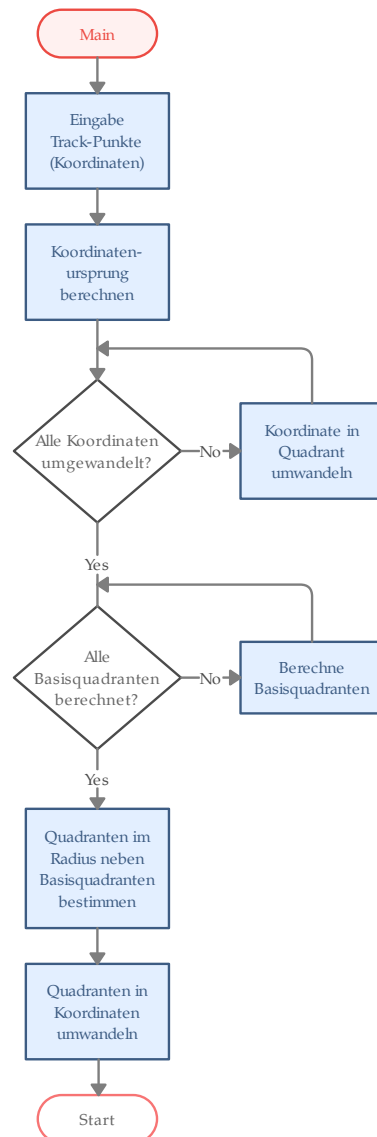 Main
Eingabe
Track-Punkte
(Koordinaten)
Koordinaten-
ursprung
berechnen
Alle Koordinaten
umgewandelt?
No
Koordinate in
Quadrant
umwandeln
Yes
Alle
Basisquadranten
berechnet?
No
Berechne
Basisquadranten
Yes
Quadranten im
Radius neben
Basisquadranten
bestimmen
Quadranten in
Koordinaten
umwandeln
Start